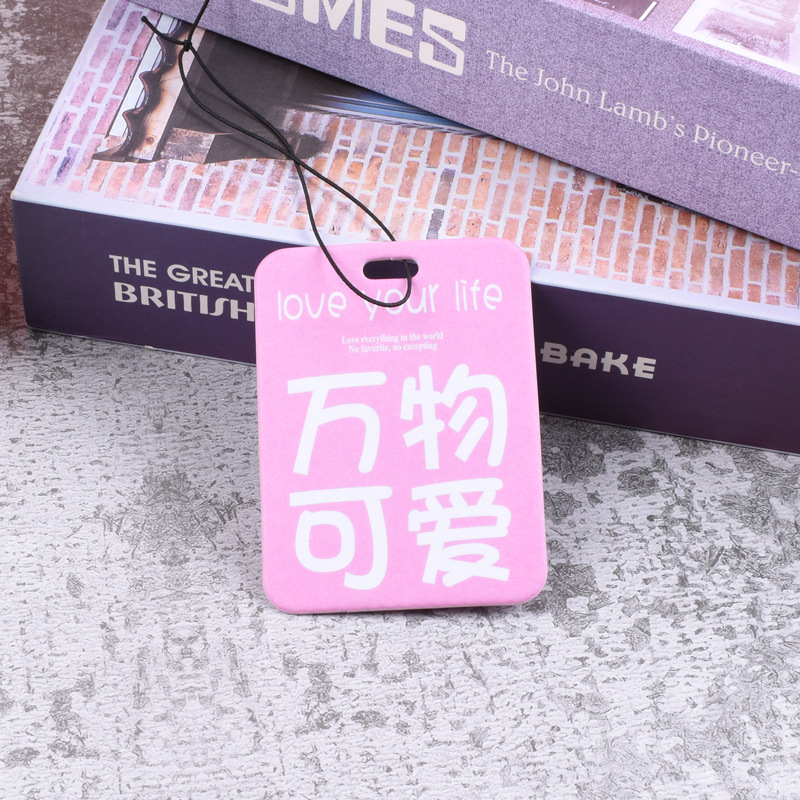 The John Lamb's Pioneer-
THE GREAT
BRITISH
BAKE
love your life
Love everything in the world
No favorite, no excepting
万物
可爱